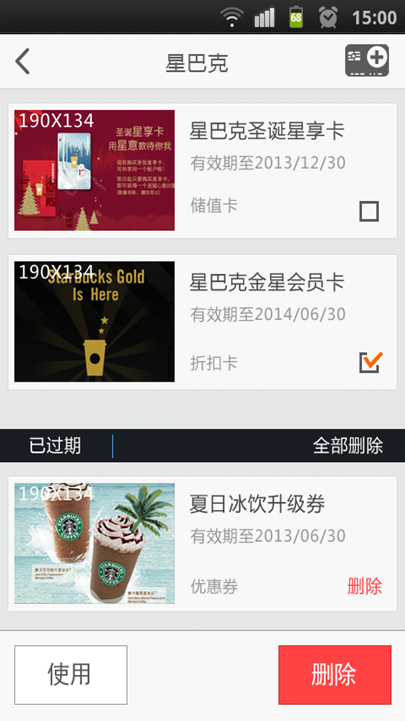 68
15:00
星巴克
190X134
圣诞星享卡
用星意款待你我
星巴克圣诞星享卡
有效期至2013/12/30
储值卡
190X134
Starbucks Gold
Is Here
星巴克金星会员卡
有效期至2014/06/30
折扣卡
已过期
全部删除
190X134
STARBUCKS
COFFEE
夏日冰饮升级券
有效期至2013/06/30
优惠券
删除
使用
删除